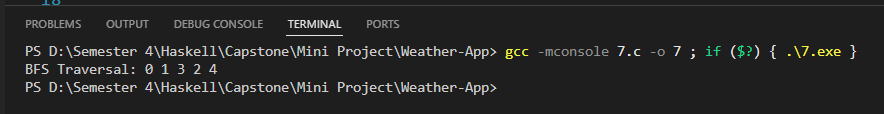 18
PROBLEMS OUTPUT DEBUG CONSOLE TERMINAL PORTS
PS D:\Semester 4\Haskell\Capstone\Mini Project\Weather-App> gcc -mconsole 7.c -o 7 ; if ($?) { .\7.exe }
BFS Traversal: 0 1 3 2 4
PS D:\Semester 4\Haskell\Capstone\Mini Project\Weather-App>